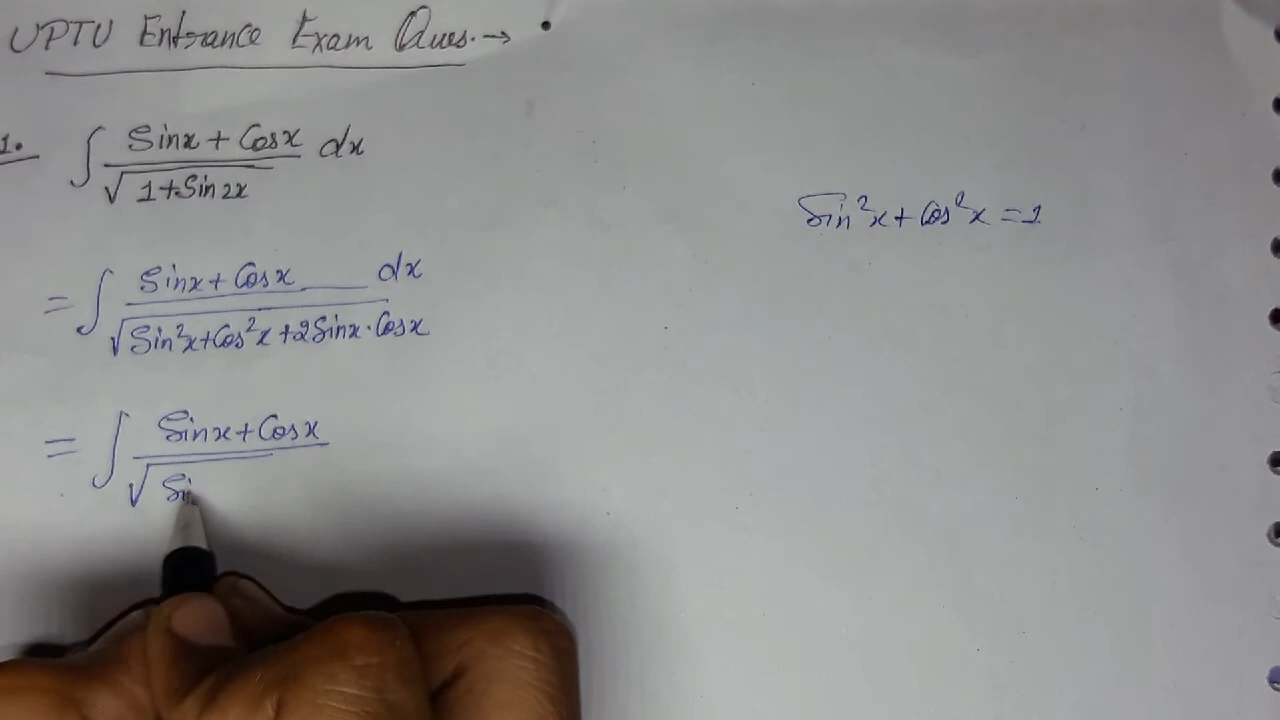 UPTU Entrance Exam Ques.→
1. ∫ Sinx + Cosx / √1+Sin2x dx
Sin²x + Cos²x = 1
= ∫ Sinx + Cosx / √Sin²x+Cos²x+2Sinx·Cosx dx
= ∫ Sinx+Cosx / √Si